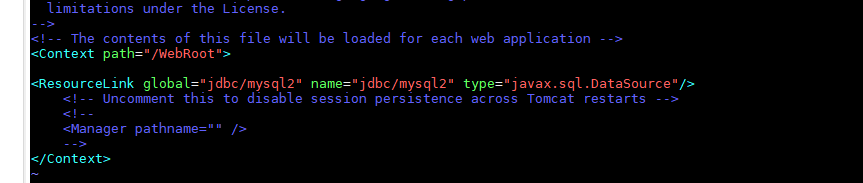 limitations under the License.
-->
<!-- The contents of this file will be loaded for each web application -->
<Context path="/WebRoot">
<ResourceLink global="jdbc/mysql2" name="jdbc/mysql2" type="javax.sql.DataSource"/>
<!-- Uncomment this to disable session persistence across Tomcat restarts -->
<!--
<Manager pathname="" />
-->
</Context>
~